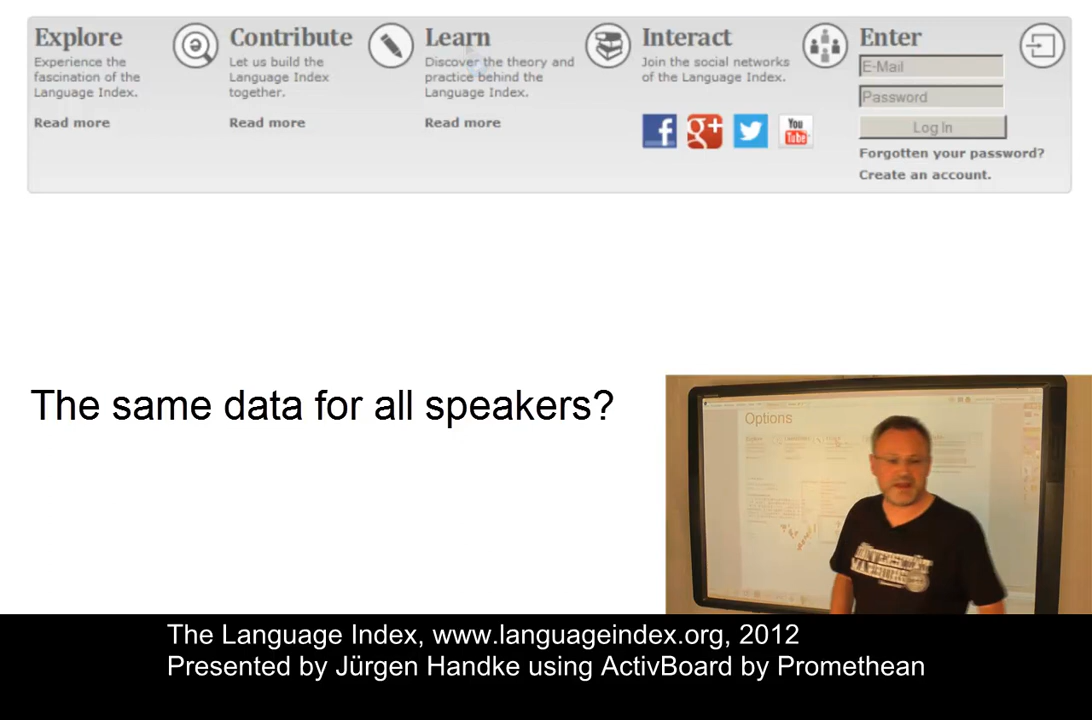 Explore
Experience the
fascination of the
Language Index.
Read more
Contribute
Let us build the
Language Index
together.
Read more
Learn
Discover the theory and
practice behind the
Language Index.
Read more
Interact
Join the social networks
of the Language Index.
f
g+
You
Tube
Enter
E-Mail
Password
Log In
Forgotten your password?
Create an account.
The same data for all speakers?
Options
The Language Index, www.languageindex.org, 2012
Presented by Jürgen Handke using ActivBoard by Promethean